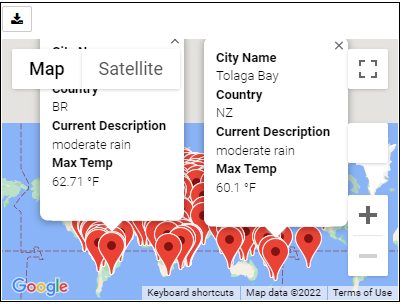 City Name
Map
Satellite
Country
BR
Current Description
moderate rain
Max Temp
62.71 °F
City Name
Tolaga Bay
Country
NZ
Current Description
moderate rain
Max Temp
60.1 °F
Google
Keyboard shortcuts
Map data ©2022
Terms of Use